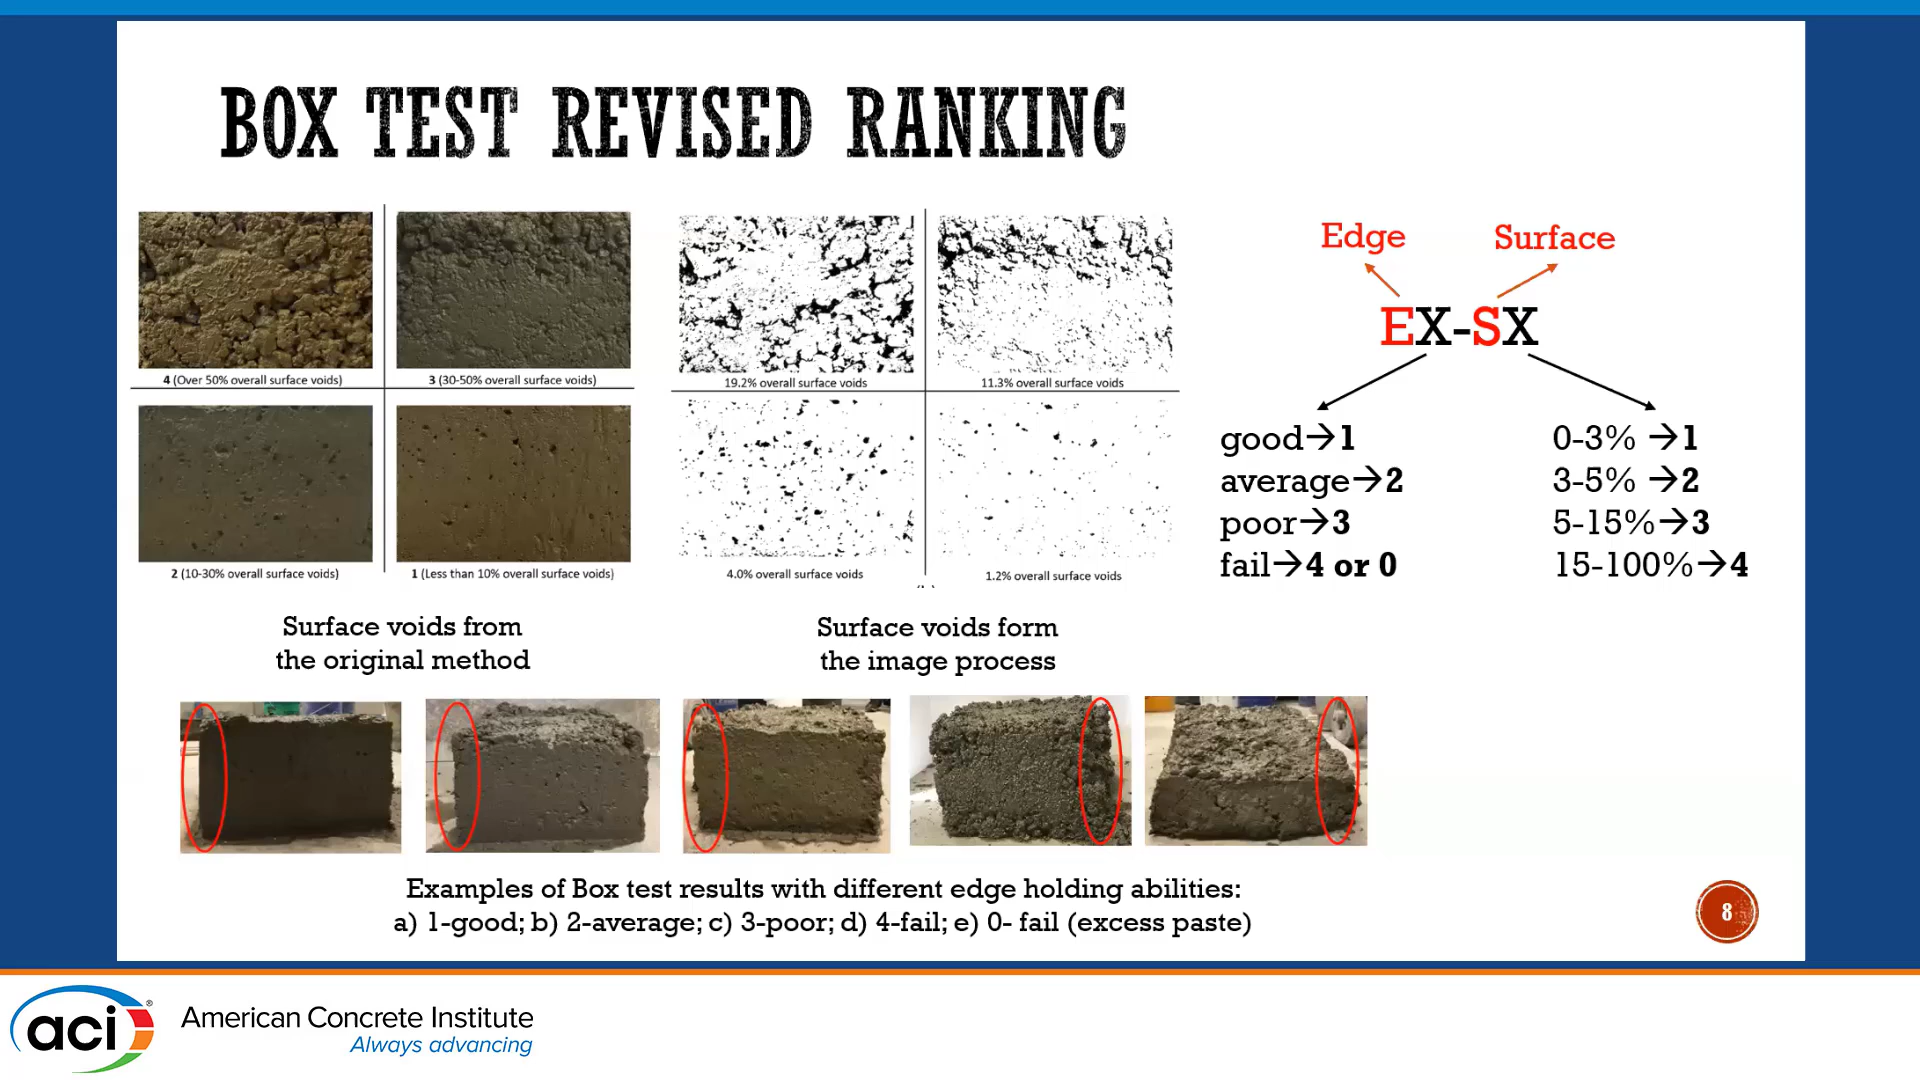 BOX TEST REVISED RANKING
4 (Over 50% overall surface voids)
3 (30-50% overall surface voids)
2 (10-30% overall surface voids)
1 (Less than 10% overall surface voids)
19.2% overall surface voids
11.3% overall surface voids
4.0% overall surface voids
1.2% overall surface voids
Surface voids from
the original method
Surface voids form
the image process
Edge
Surface
EX-SX
good→1
average→2
poor→3
fail→4 or 0
0-3% →1
3-5% →2
5-15%→3
15-100%→4
Examples of Box test results with different edge holding abilities:
a) 1-good; b) 2-average; c) 3-poor; d) 4-fail; e) 0- fail (excess paste)
8
aci®
American Concrete Institute
Always advancing